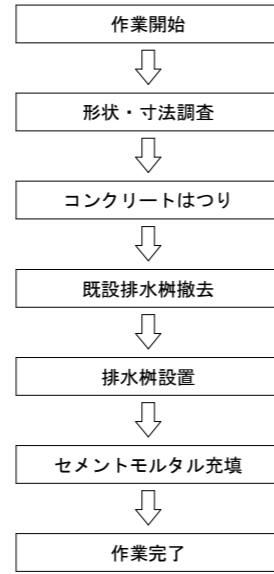 作業開始
形状・寸法調査
コンクリートはつり
既設排水桝撤去
排水桝設置
セメントモルタル充填
作業完了